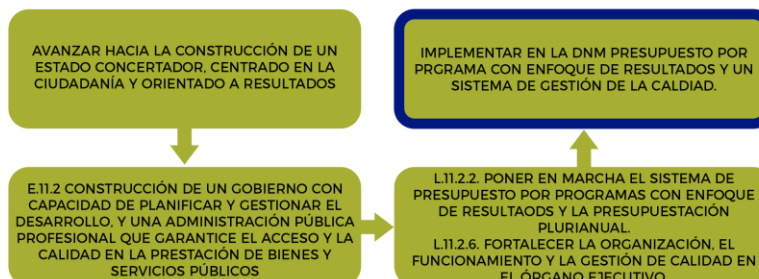 AVANZAR HACIA LA CONSTRUCCIÓN DE UN
ESTADO CONCERTADOR, CENTRADO EN LA
CIUDADANÍA Y ORIENTADO A RESULTADOS
IMPLEMENTAR EN LA DNM PRESUPUESTO POR
PRGRAMA CON ENFOQUE DE RESULTADOS Y UN
SISTEMA DE GESTIÓN DE LA CALDIAD.
E.11.2 CONSTRUCCIÓN DE UN GOBIERNO CON
CAPACIDAD DE PLANIFICAR Y GESTIONAR EL
DESARROLLO, Y UNA ADMINISTRACIÓN PÚBLICA
PROFESIONAL QUE GARANTICE EL ACCESO Y LA
CALIDAD EN LA PRESTACIÓN DE BIENES Y
SERVICIOS PÚBLICOS
L.11.2.2. PONER EN MARCHA EL SISTEMA DE
PRESUPUESTO POR PROGRAMAS CON ENFOQUE
DE RESULTAODS Y LA PRESUPUESTACIÓN
PLURIANUAL.
L.11.2.6. FORTALECER LA ORGANIZACIÓN, EL
FUNCIONAMIENTO Y LA GESTIÓN DE CALIDAD EN
EL ÓRGANO EJECUTIVO